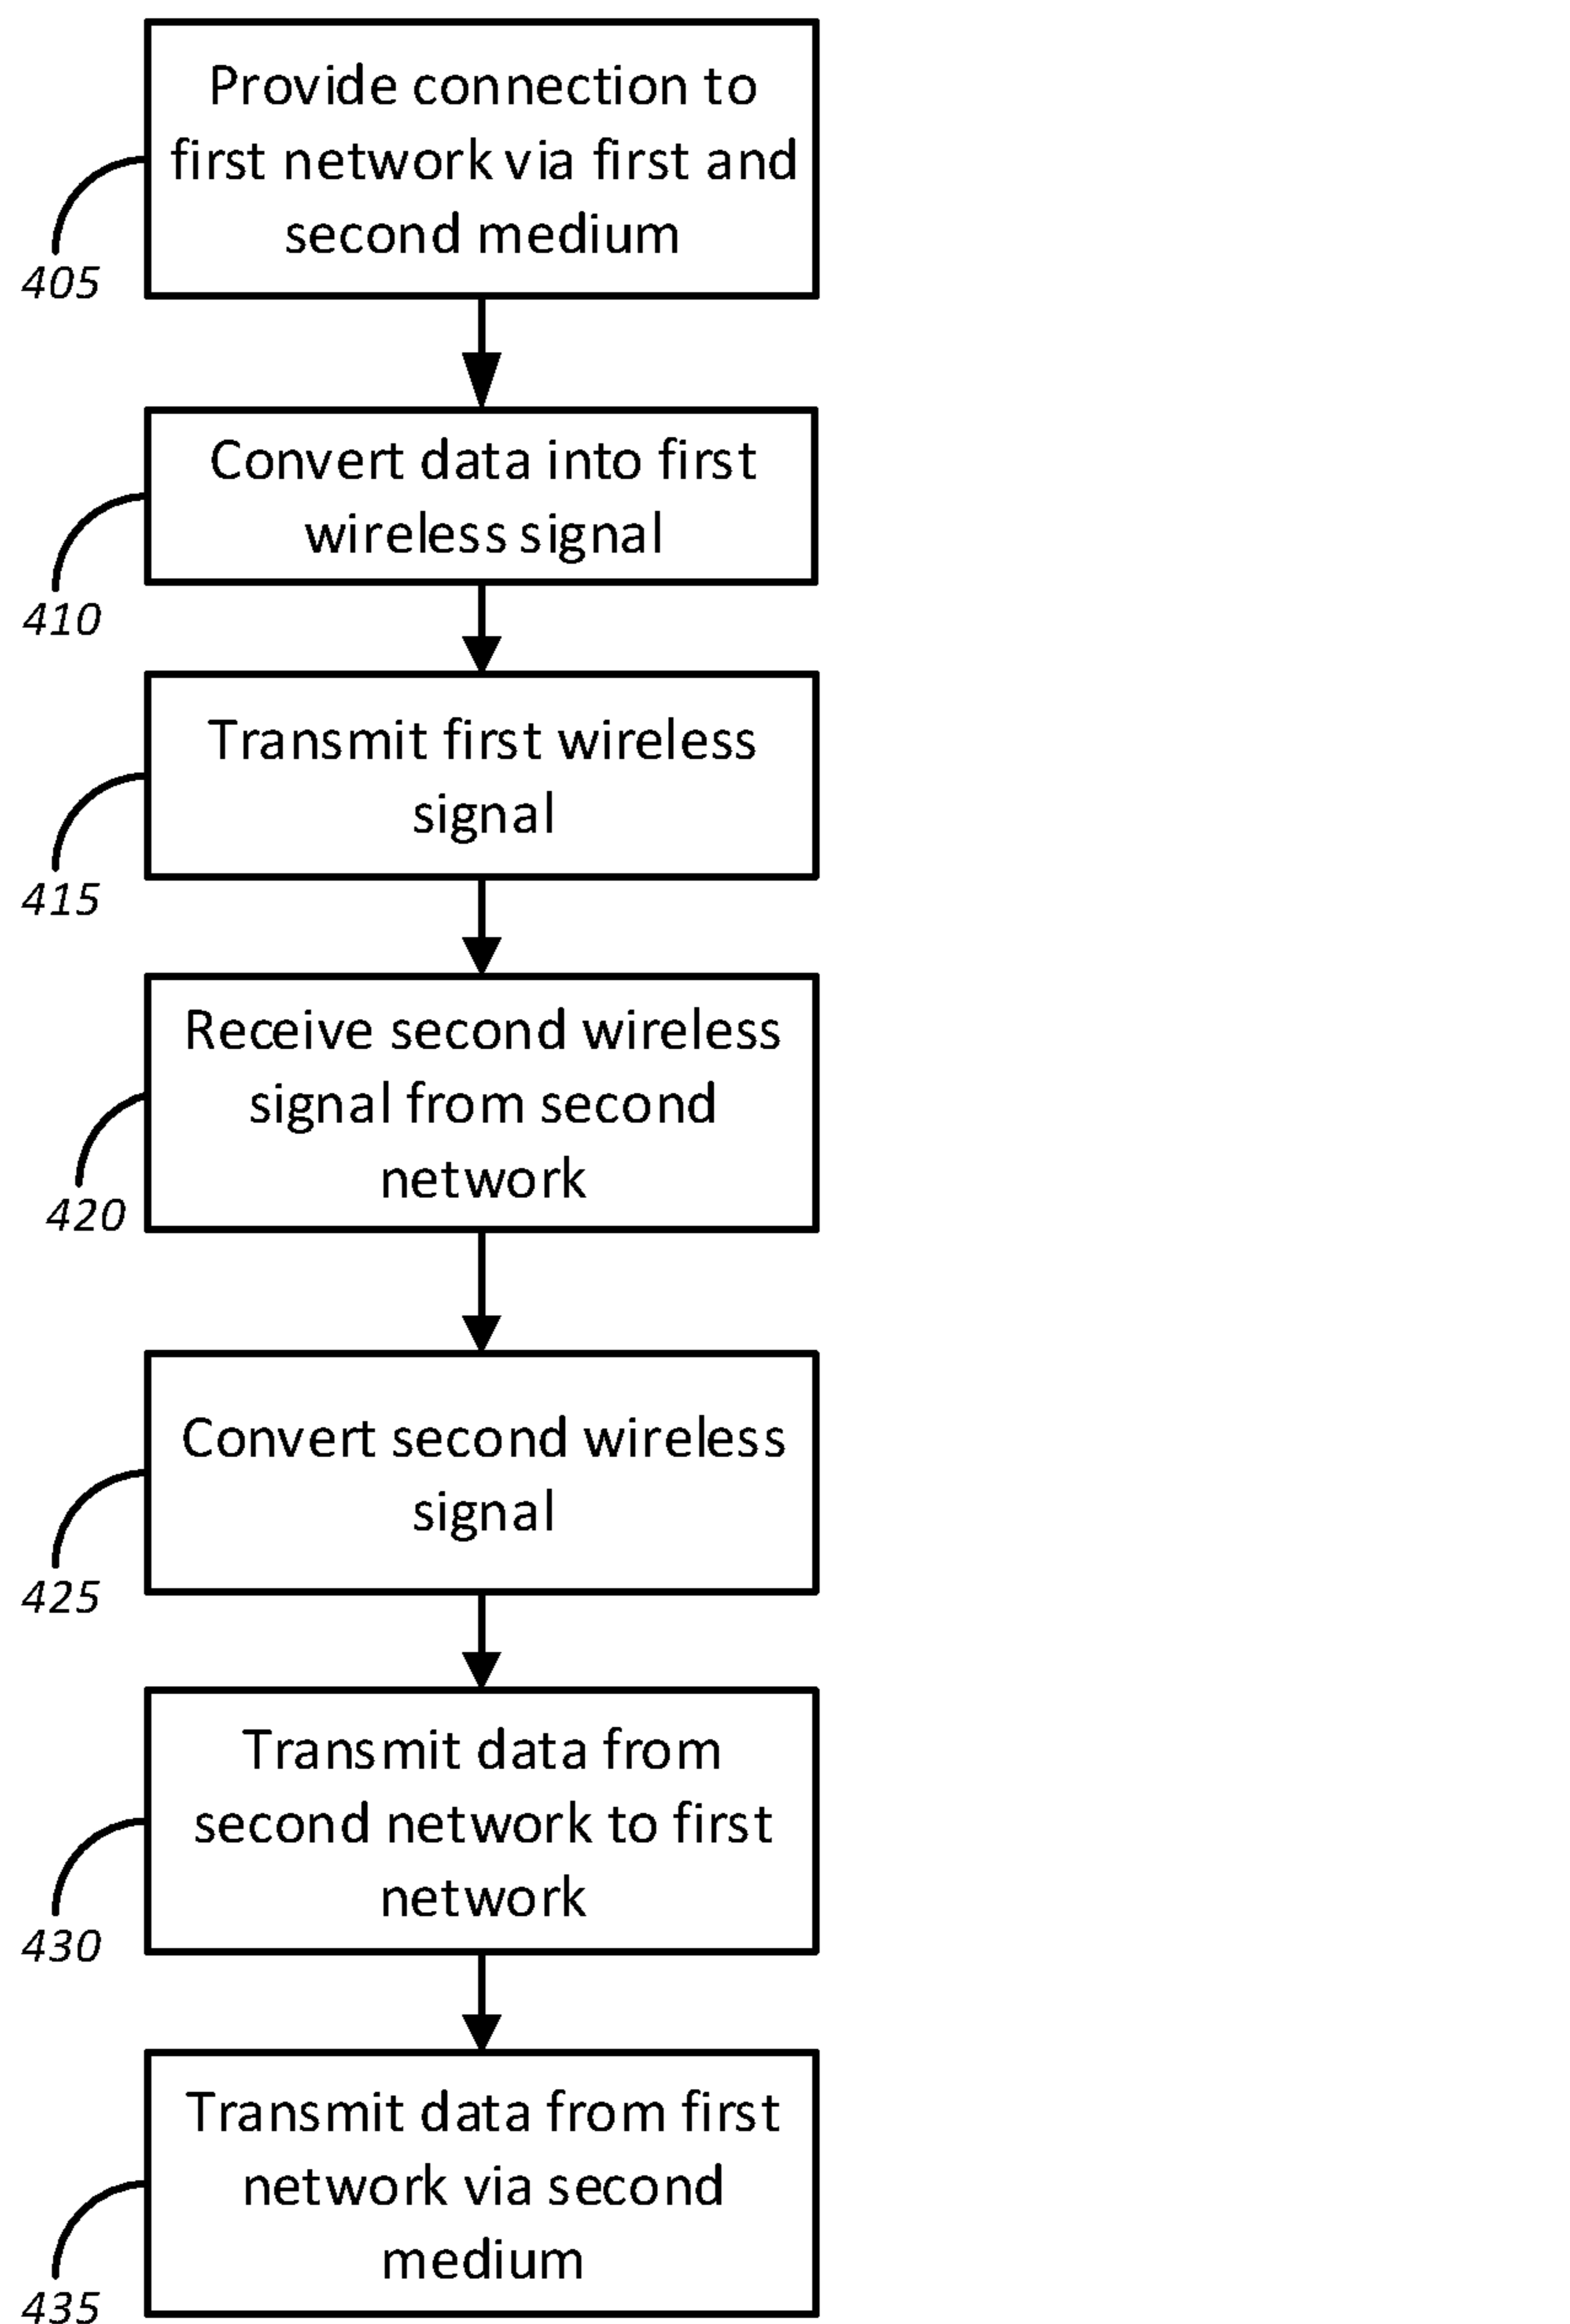 Provide connection to
first network via first and
second medium
405
Convert data into first
wireless signal
410
Transmit first wireless
signal
415
Receive second wireless
signal from second
network
420
Convert second wireless
signal
425
Transmit data from
second network to first
network
430
Transmit data from first
network via second
medium
435